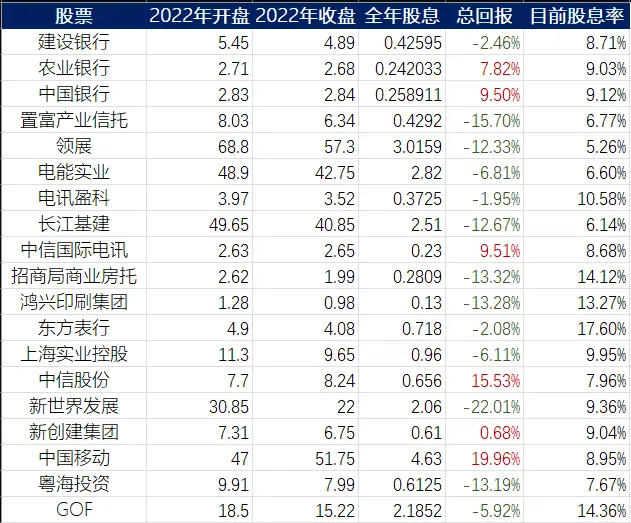 股票 2022年开盘 2022年收盘 全年股息 总回报 目前股息率
建设银行 5.45 4.89 0.42595 -2.46% 8.71%
农业银行 2.71 2.68 0.242033 7.82% 9.03%
中国银行 2.83 2.84 0.258911 9.50% 9.12%
置富产业信托 8.03 6.34 0.4292 -15.70% 6.77%
领展 68.8 57.3 3.0159 -12.33% 5.26%
电能实业 48.9 42.75 2.82 -6.81% 6.60%
电讯盈科 3.97 3.52 0.3725 -1.95% 10.58%
长江基建 49.65 40.85 2.51 -12.67% 6.14%
中信国际电讯 2.63 2.65 0.23 9.51% 8.68%
招商局商业房托 2.62 1.99 0.2809 -13.32% 14.12%
鸿兴印刷集团 1.28 0.98 0.13 -13.28% 13.27%
东方表行 4.9 4.08 0.718 -2.08% 17.60%
上海实业控股 11.3 9.65 0.96 -6.11% 9.95%
中信股份 7.7 8.24 0.656 15.53% 7.96%
新世界发展 30.85 22 2.06 -22.01% 9.36%
新创建集团 7.31 6.75 0.61 0.68% 9.04%
中国移动 47 51.75 4.63 19.96% 8.95%
粤海投资 9.91 7.99 0.6125 -13.19% 7.67%
GOF 18.5 15.22 2.1852 -5.92% 14.36%